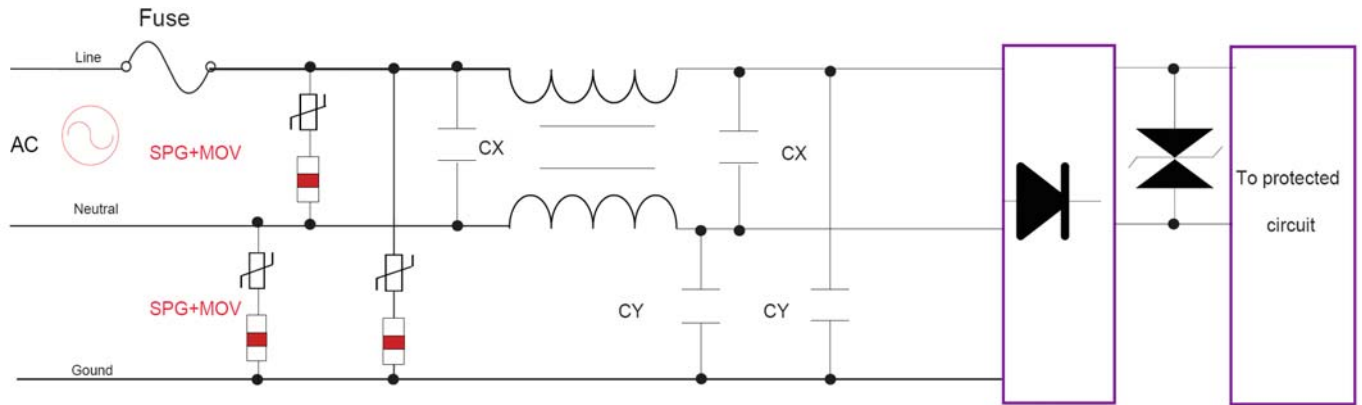 Fuse
Line
AC
SPG+MOV
CX
CX
Neutral
To protected
circuit
SPG+MOV
CY
CY
Gound